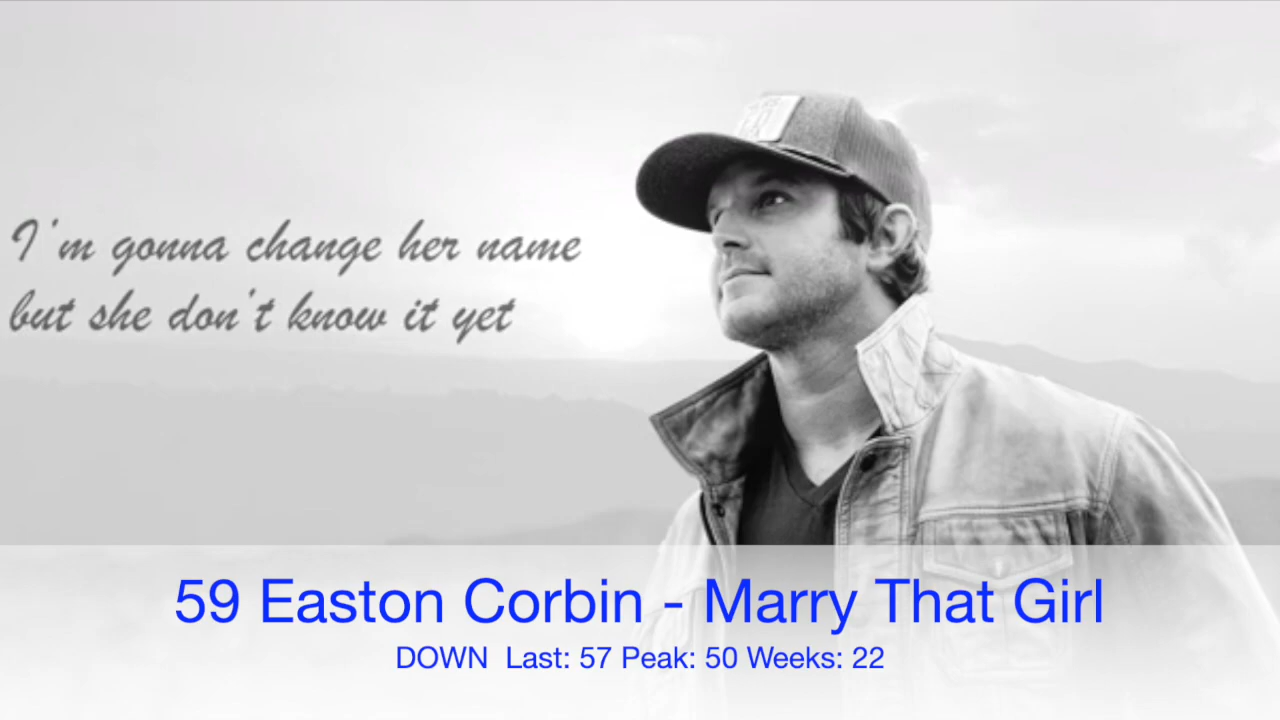 I'm gonna change her name
but she don't know it yet
59 Easton Corbin - Marry That Girl
DOWN  Last: 57 Peak: 50 Weeks: 22